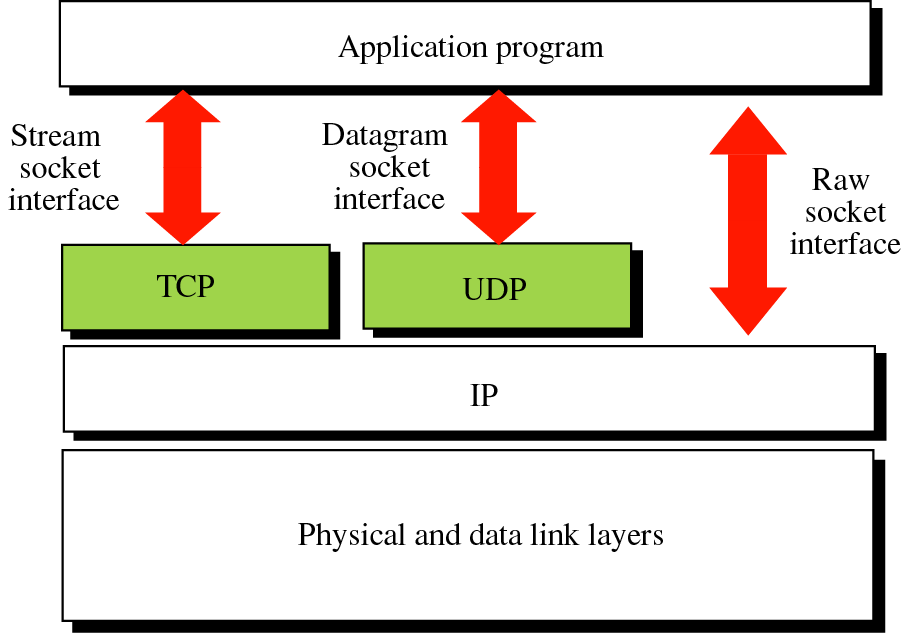 Application program
Stream
socket
interface
Datagram
socket
interface
Raw
socket
interface
TCP
UDP
IP
Physical and data link layers